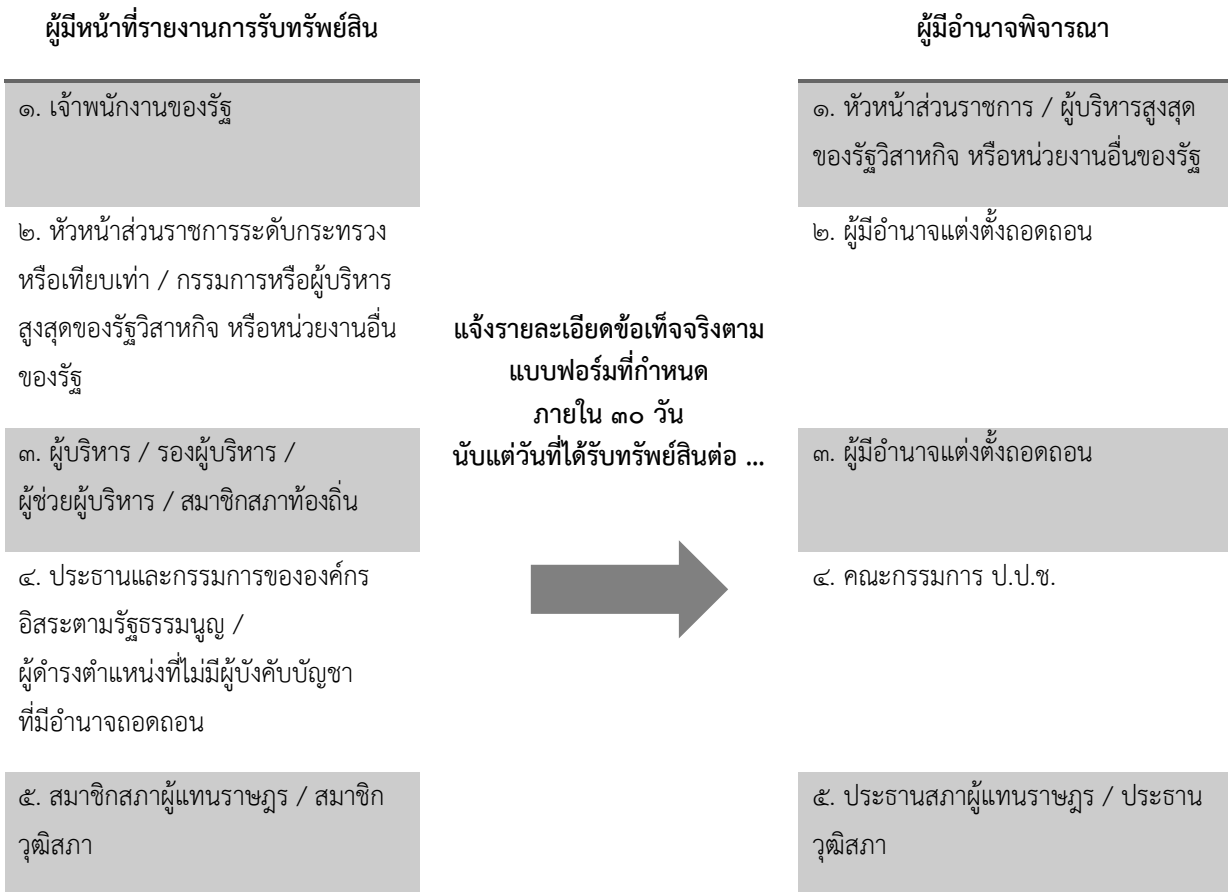 ผู้มีหน้าที่รายงานการรับทรัพย์สิน
๑. เจ้าพนักงานของรัฐ
๒. หัวหน้าส่วนราชการระดับกระทรวง
หรือเทียบเท่า / กรรมการหรือผู้บริหาร
สูงสุดของรัฐวิสาหกิจ หรือหน่วยงานอื่น
ของรัฐ
๓. ผู้บริหาร / รองผู้บริหาร /
ผู้ช่วยผู้บริหาร / สมาชิกสภาท้องถิ่น
๔. ประธานและกรรมการขององค์กร
อิสระตามรัฐธรรมนูญ /
ผู้ดำรงตำแหน่งที่ไม่มีผู้บังคับบัญชา
ที่มีอำนาจถอดถอน
๕. สมาชิกสภาผู้แทนราษฎร / สมาชิก
วุฒิสภา
แจ้งรายละเอียดข้อเท็จจริงตาม
แบบฟอร์มที่กำหนด
ภายใน ๓๐ วัน
นับแต่วันที่ได้รับทรัพย์สินต่อ ...
ผู้มีอำนาจพิจารณา
๑. หัวหน้าส่วนราชการ / ผู้บริหารสูงสุด
ของรัฐวิสาหกิจ หรือหน่วยงานอื่นของรัฐ
๒. ผู้มีอำนาจแต่งตั้งถอดถอน
๓. ผู้มีอำนาจแต่งตั้งถอดถอน
๔. คณะกรรมการ ป.ป.ช.
๕. ประธานสภาผู้แทนราษฎร / ประธาน
วุฒิสภา